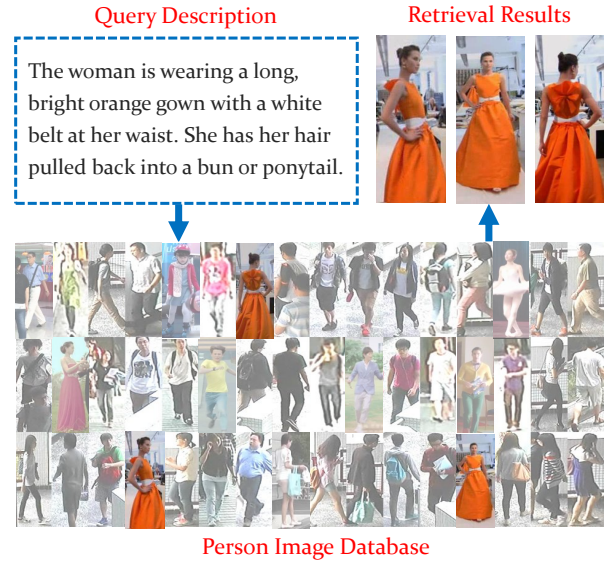 Query Description
Retrieval Results
The woman is wearing a long,
bright orange gown with a white
belt at her waist. She has her hair
pulled back into a bun or ponytail.
Person Image Database